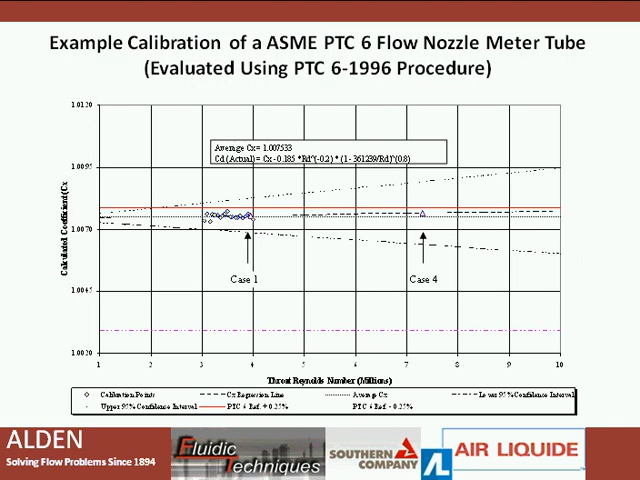 Example Calibration of a ASME PTC 6 Flow Nozzle Meter Tube
(Evaluated Using PTC 6-1996 Procedure)
1.0120
1.0095
1.0070
1.0045
1.0020
Calculated Coefficient (Cx
Average Cx= 1.007533
Cd (Actual) = Cx - 0.185 *Rd^(-0.2) * (1 - 361239/Rd)^(0.8)
Case 1
Case 4
1 2 3 4 5 6 7 8 9 10
Throat Reynolds Number (Millions)
Calibration Points Cx Regression Line Average Cx Lower 95% Confidence Interval
Upper 95% Confidence Interval PTC 6 Ref. + 0.25% PTC 6 Ref. - 0.25%
ALDEN
Solving Flow Problems Since 1894
Fluidic
Techniques
SOUTHERN
COMPANY
AIR LIQUIDE